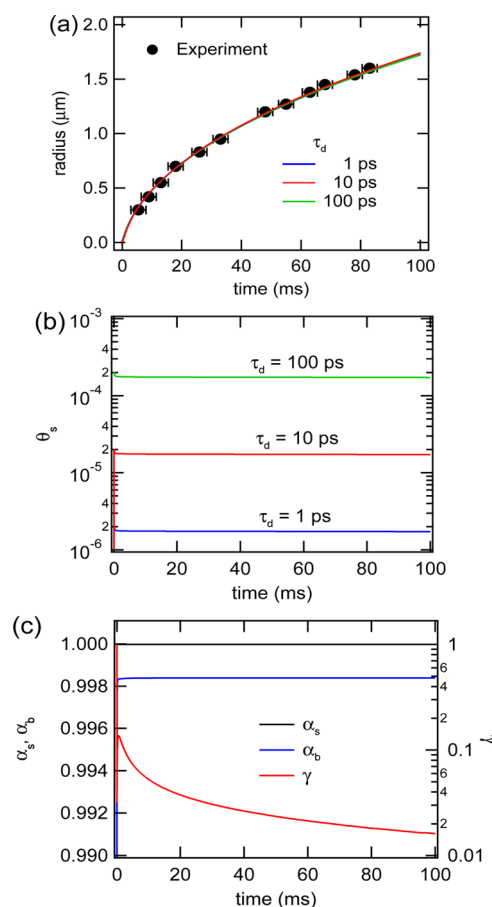 (a)
2.0
1.5
1.0
0.5
0.0
radius (μm)
Experiment
τd
1 ps
10 ps
100 ps
0 20 40 60 80 100
time (ms)
(b)
10-3
4
2
10-4
4
2
10-5
4
2
10-6
θs
τd = 100 ps
τd = 10 ps
τd = 1 ps
0 20 40 60 80 100
time (ms)
(c)
1.000
0.998
0.996
0.994
0.992
0.990
αs, αb
αs
αb
γ
1
4
2
0.1
4
2
0.01
γ
0 20 40 60 80 100
time (ms)